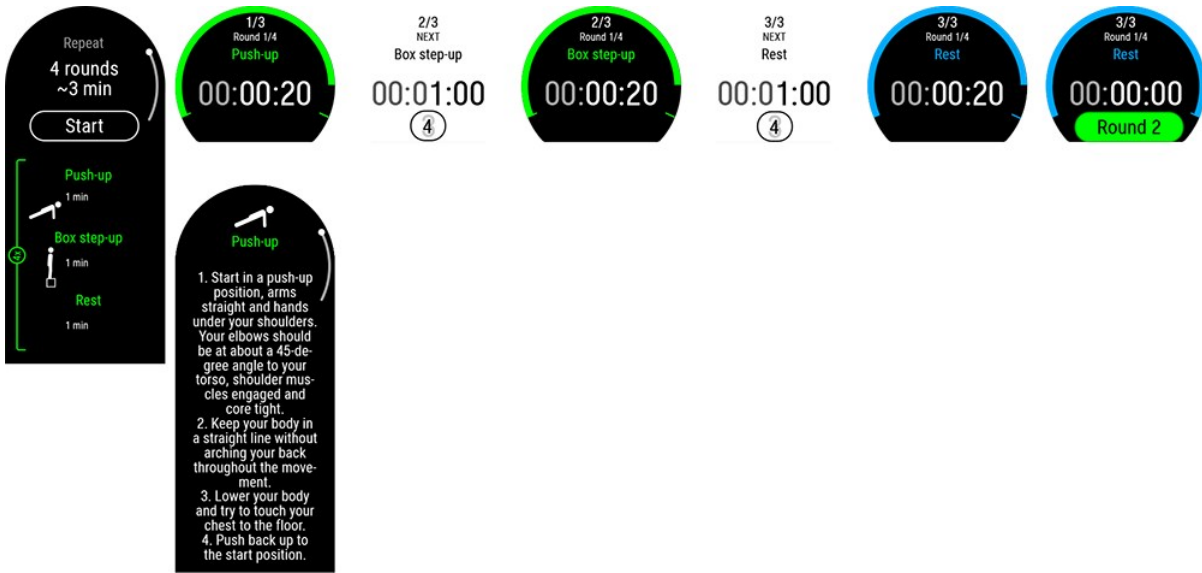 Repeat
4 rounds
~3 min
Start
Push-up
1 min
Box step-up
1 min
Rest
1 min
4x
1/3
Round 1/4
Push-up
00:00:20
2/3
NEXT
Box step-up
00:01:00
4
2/3
Round 1/4
Box step-up
00:00:20
3/3
NEXT
Rest
00:01:00
4
3/3
Round 1/4
Rest
00:00:20
3/3
Round 1/4
Rest
00:00:00
Round 2
Push-up
1. Start in a push-up
position, arms
straight and hands
under your shoulders.
Your elbows should
be at about a 45-de-
gree angle to your
torso, shoulder mus-
cles engaged and
core tight.
2. Keep your body in
a straight line without
arching your back
throughout the move-
ment.
3. Lower your body
and try to touch your
chest to the floor.
4. Push back up to
the start position.